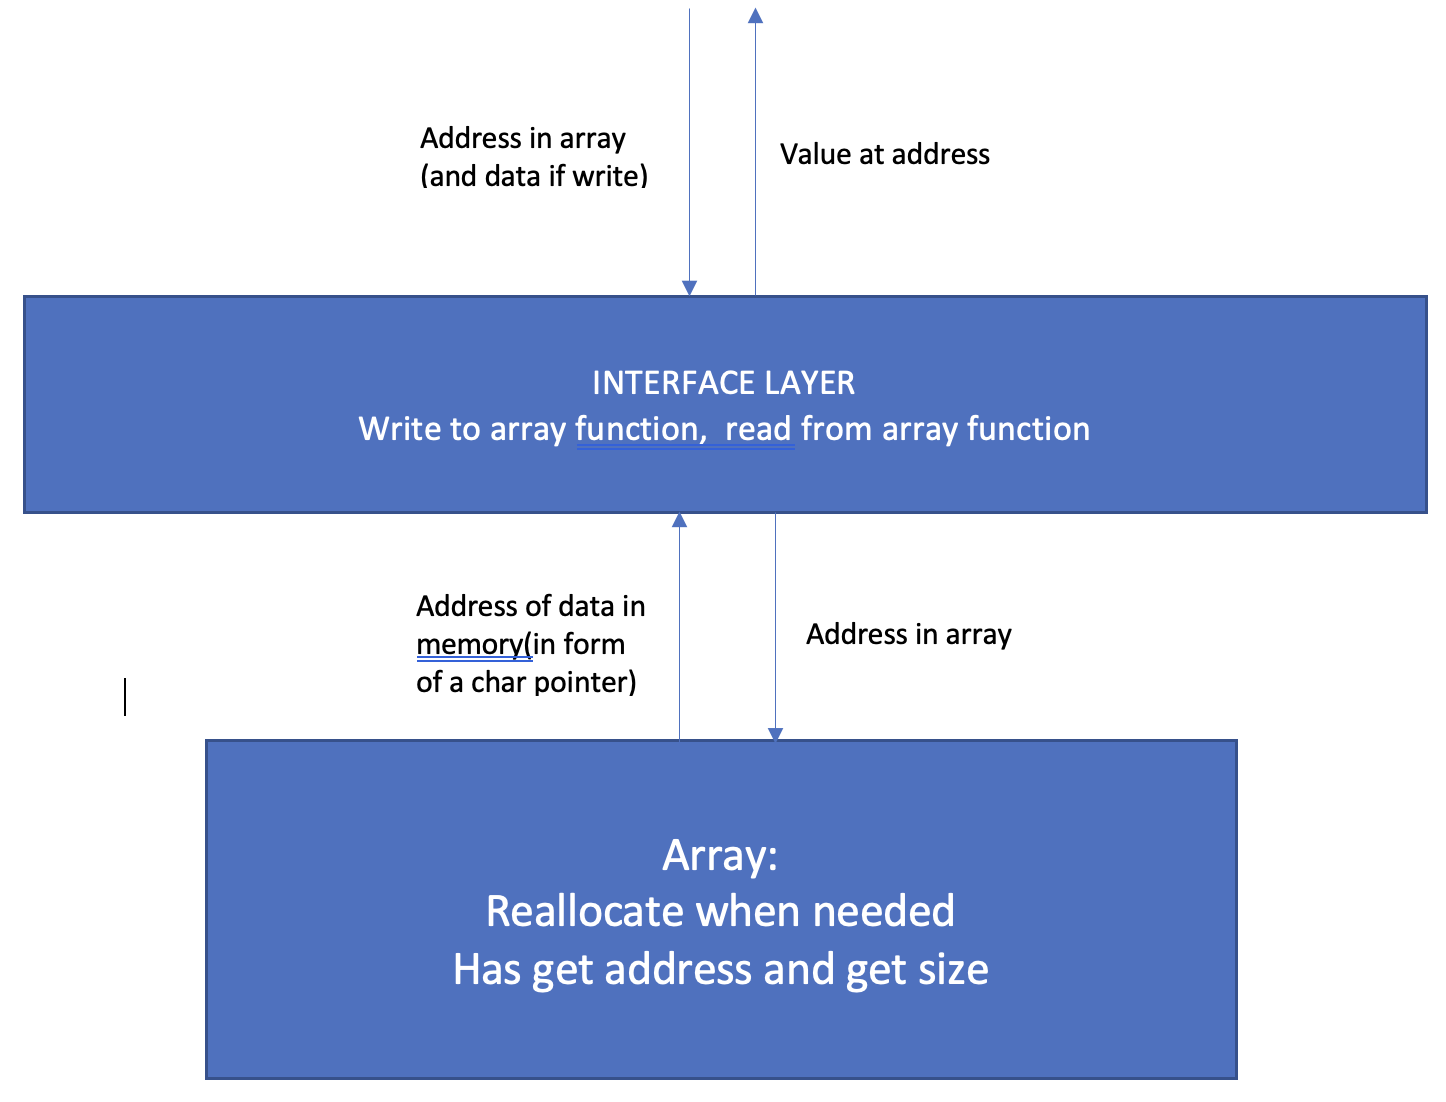 Address in array
(and data if write)
Value at address
INTERFACE LAYER
Write to array function,  read from array function
Address of data in
memory(in form
of a char pointer)
Address in array
Array:
Reallocate when needed
Has get address and get size